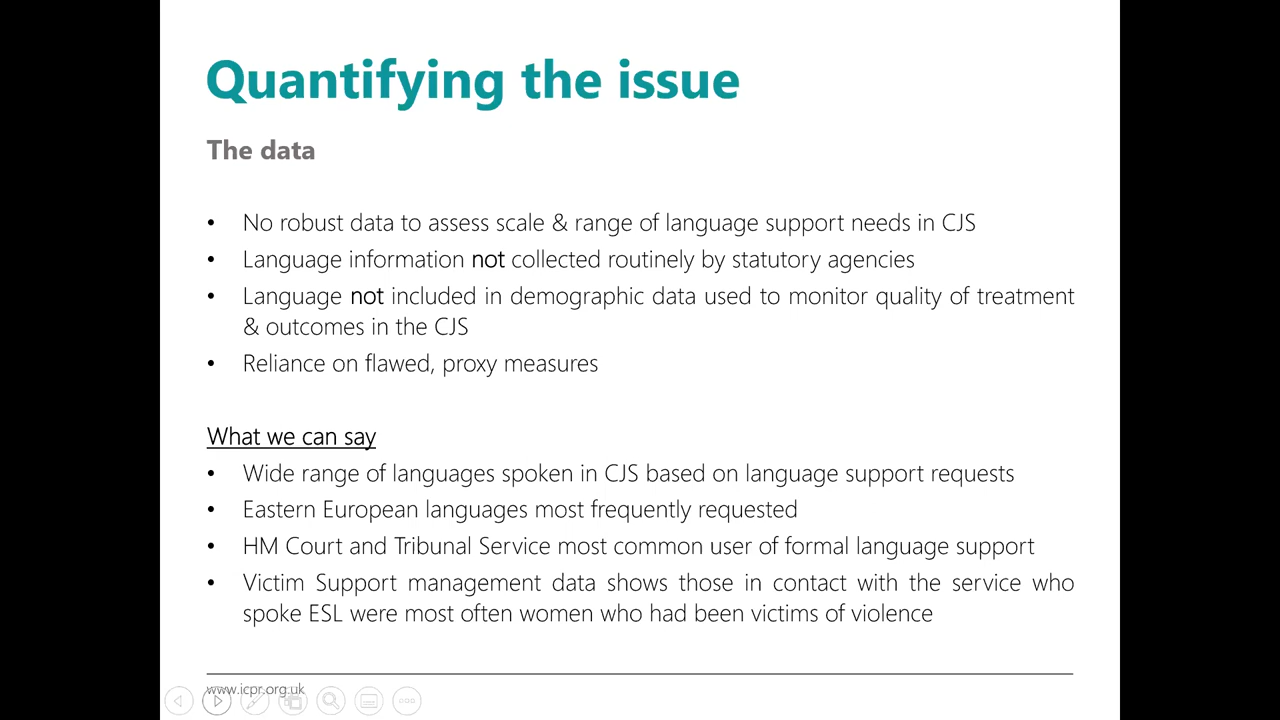 Quantifying the issue
The data
• No robust data to assess scale & range of language support needs in CJS
• Language information not collected routinely by statutory agencies
• Language not included in demographic data used to monitor quality of treatment
& outcomes in the CJS
• Reliance on flawed, proxy measures
What we can say
• Wide range of languages spoken in CJS based on language support requests
• Eastern European languages most frequently requested
• HM Court and Tribunal Service most common user of formal language support
• Victim Support management data shows those in contact with the service who
spoke ESL were most often women who had been victims of violence
www.icpr.org.uk